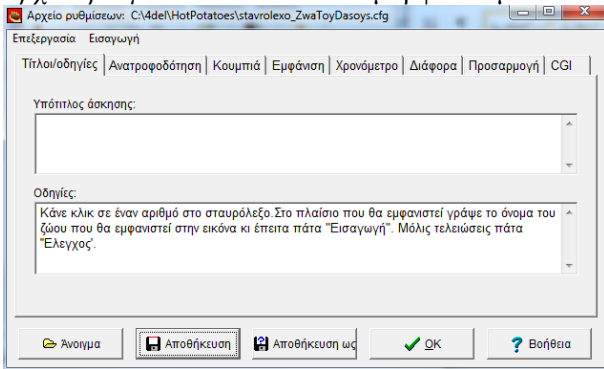 Αρχείο ρυθμίσεων: C:\4del\HotPotatoes\stavrolexo_ZwaToyDasoys.cfg
Επεξεργασία Εισαγωγή
Τίτλοι/οδηγίες Ανατροφοδότηση Κουμπιά Εμφάνιση Χρονόμετρο Διάφορα Προσαρμογή CGI
Υπότιτλος άσκησης:
Οδηγίες:
Κάνε κλικ σε έναν αριθμό στο σταυρόλεξο.Στο πλαίσιο που θα εμφανιστεί γράψε το όνομα του
ζώου που θα εμφανιστεί στην εικόνα κι έπειτα πάτα "Εισαγωγή". Μόλις τελειώσεις πάτα
"Έλεγχος'.
Άνοιγμα Αποθήκευση Αποθήκευση ως OK Βοήθεια